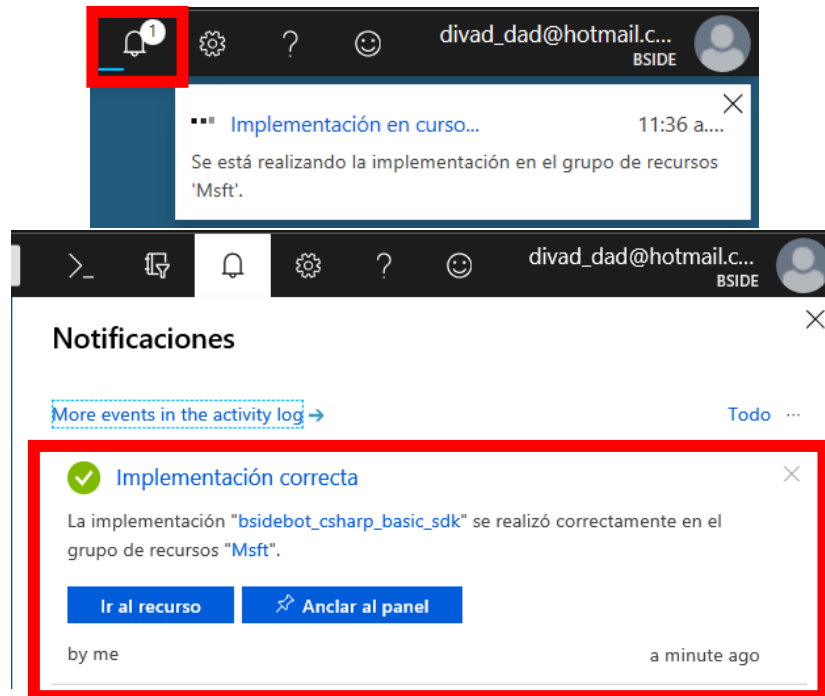 1
divad_dad@hotmail.c...
BSIDE
Implementación en curso...
11:36 a....
Se está realizando la implementación en el grupo de recursos
'Msft'.
divad_dad@hotmail.c...
BSIDE
Notificaciones
More events in the activity log →
Todo ...
Implementación correcta
La implementación "bsidebot_csharp_basic_sdk" se realizó correctamente en el
grupo de recursos "Msft".
Ir al recurso
Anclar al panel
by me
a minute ago